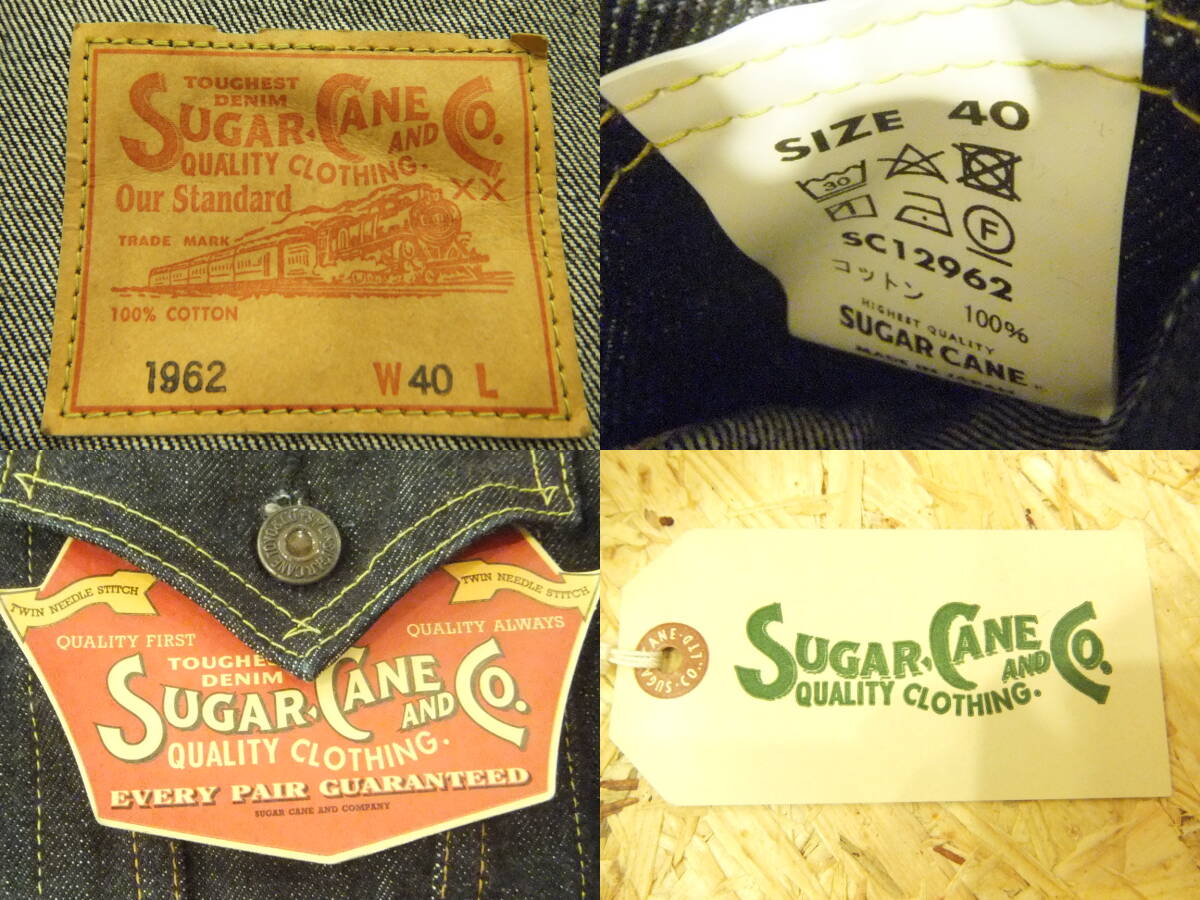 TOUGHEST
DENIM
SUGAR CANE AND CO.
QUALITY CLOTHING.
XX
Our Standard
TRADE MARK
100% COTTON
1962 W 40 L
SIZE 40
30
SC12962
コットン 100%
HIGHEST QUALITY
SUGAR CANE
MADE IN JAPAN
F
TWIN NEEDLE STITCH
TWIN NEEDLE STITCH
QUALITY FIRST
QUALITY ALWAYS
TOUGHES
DENIM
SUGAR CANE AND CO.
QUALITY CLOTHING.
EVERY PAIR GUARANTEED
SUGAR CANE AND COMPANY
SUGAR CANE AND CO.
QUALITY CLOTHING.